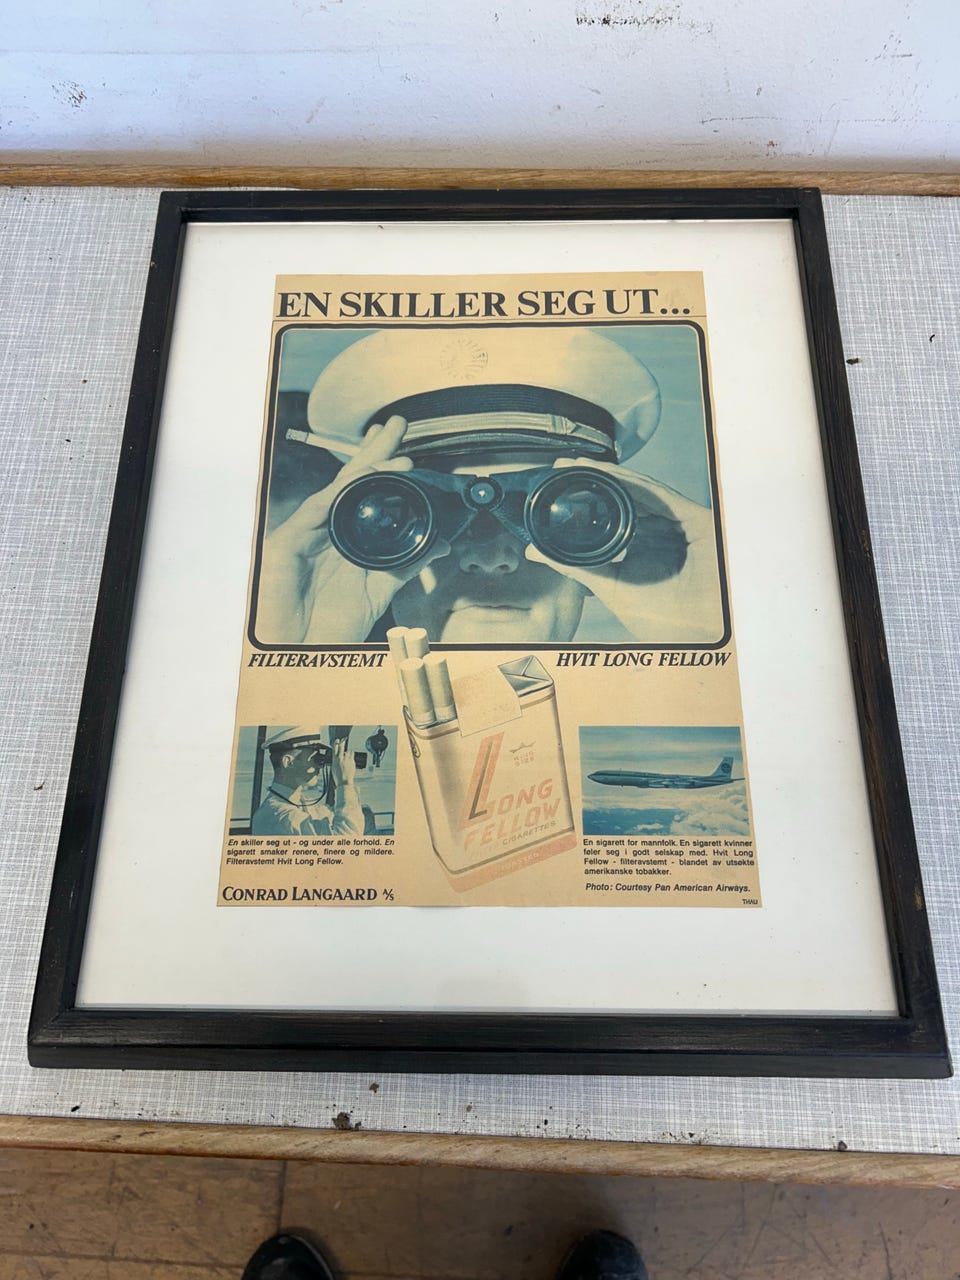 EN SKILLER SEG UT...
FILTERAVSTEMT
HVIT LONG FELLOW
KING
SIZE
LONG
FELLOW
CIGARETTES
En skiller seg ut - og under alle forhold. En
sigarett smaker renere, finere og mildere.
Filteravstemt Hvit Long Fellow.
En sigarett for mannfolk. En sigarett kvinner
føler seg i godt selskap med. Hvit Long
Fellow - filteravstemt - blandet av utsøkte
amerikanske tobakker.
Photo: Courtesy Pan American Airways.
CONRAD LANGAARD A/S
THAU